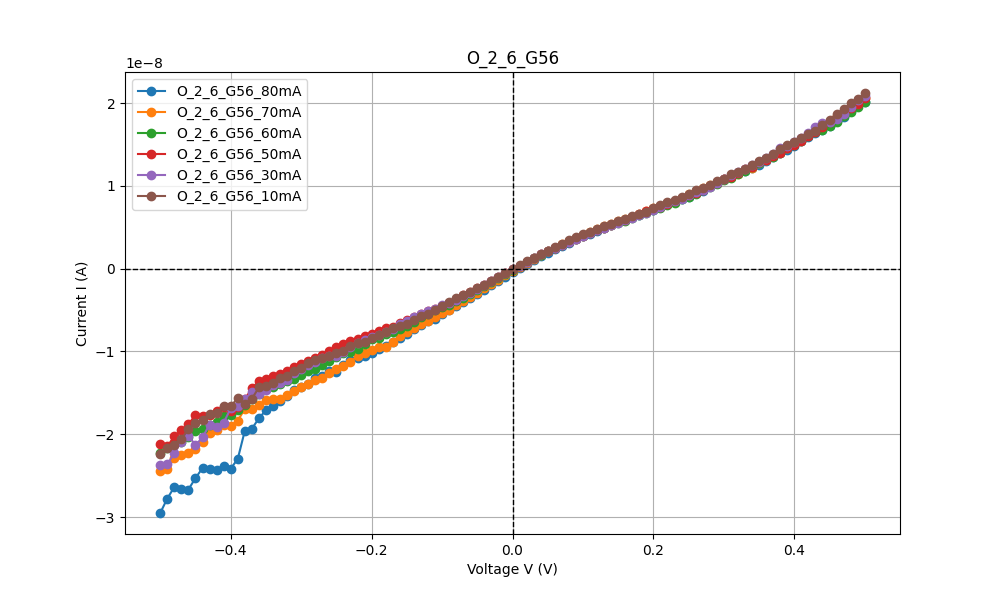 O_2_6_G56
1e−8
O_2_6_G56_80mA
O_2_6_G56_70mA
O_2_6_G56_60mA
O_2_6_G56_50mA
O_2_6_G56_30mA
O_2_6_G56_10mA
2
1
0
−1
−2
−3
Current I (A)
−0.4 −0.2 0.0 0.2 0.4
Voltage V (V)